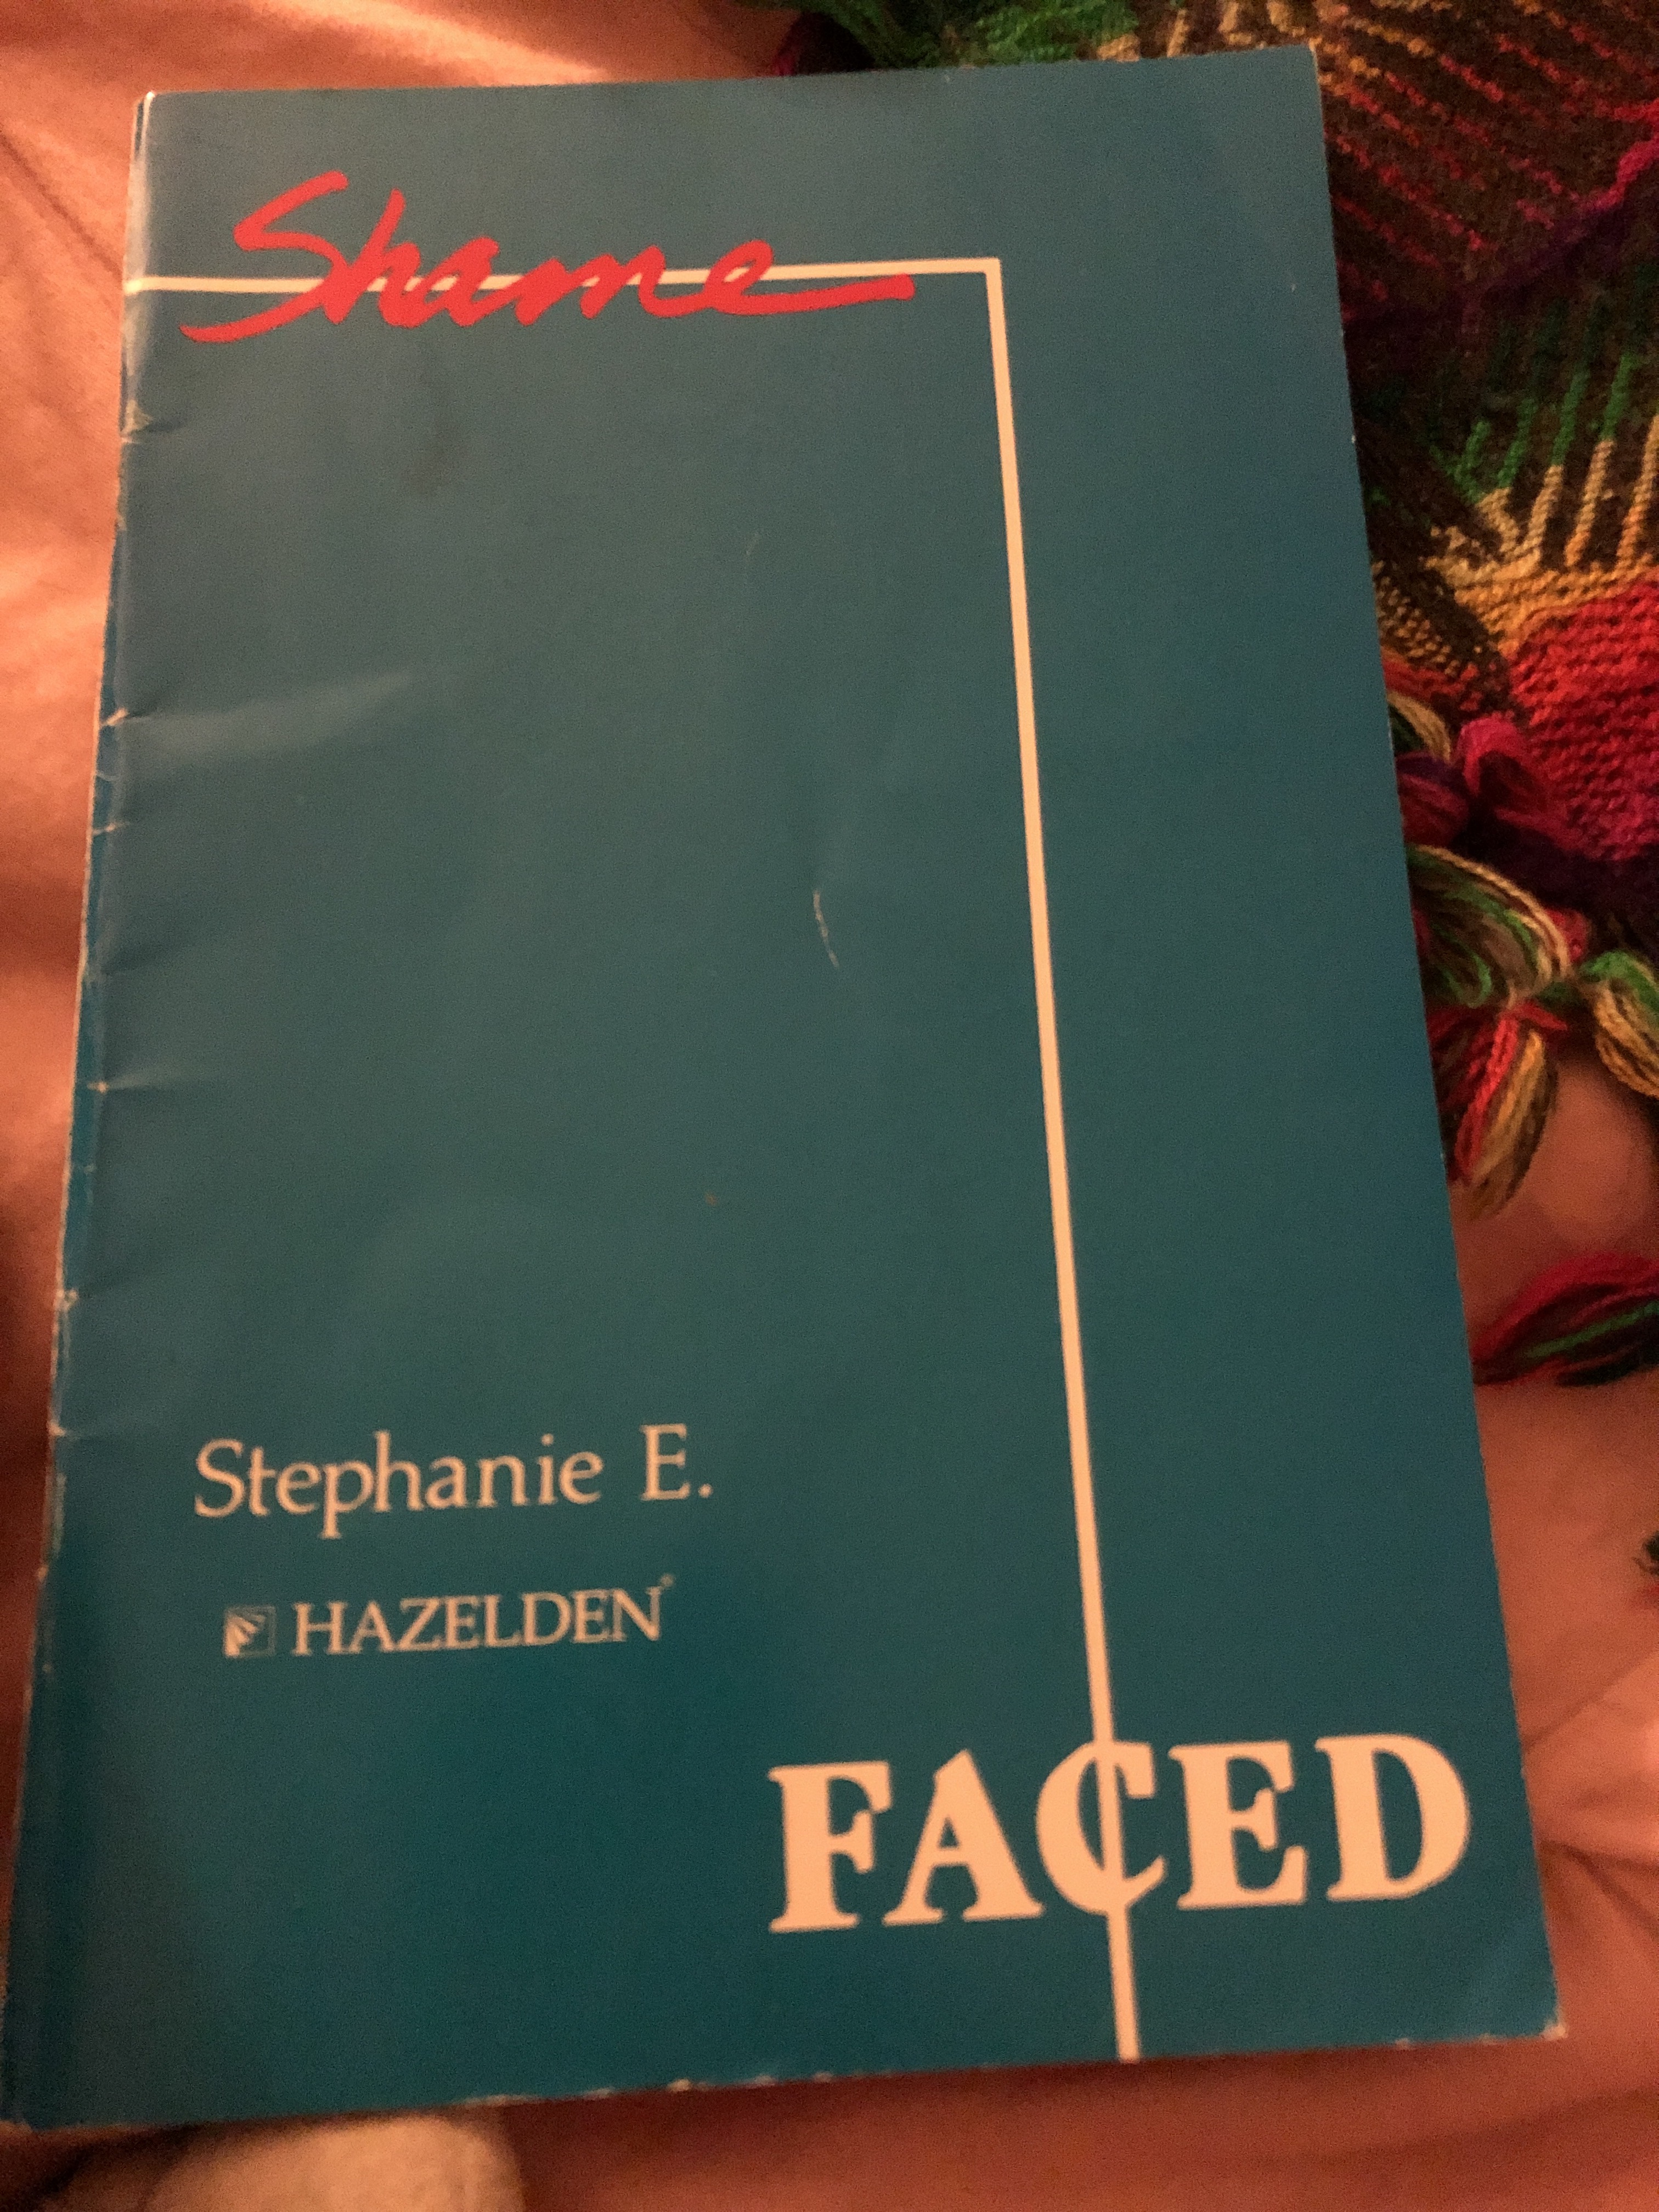 Shame
Stephanie E.
HAZELDEN®
FACED